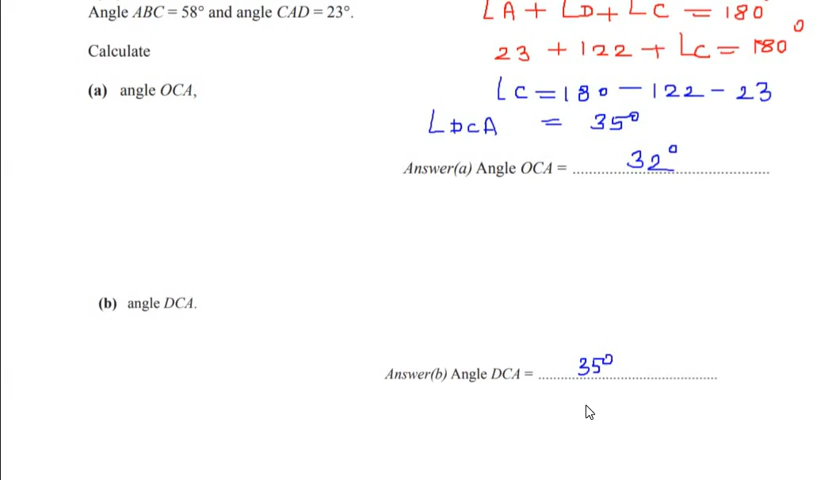 Angle ABC = 58° and angle CAD = 23°.
∠A + ∠D + ∠C = 180
Calculate
23 + 122 + ∠C = 180°
(a) angle OCA,
∠C = 180 - 122 - 23
∠DCA = 35°
Answer(a) Angle OCA = 32°
(b) angle DCA.
Answer(b) Angle DCA = 35°